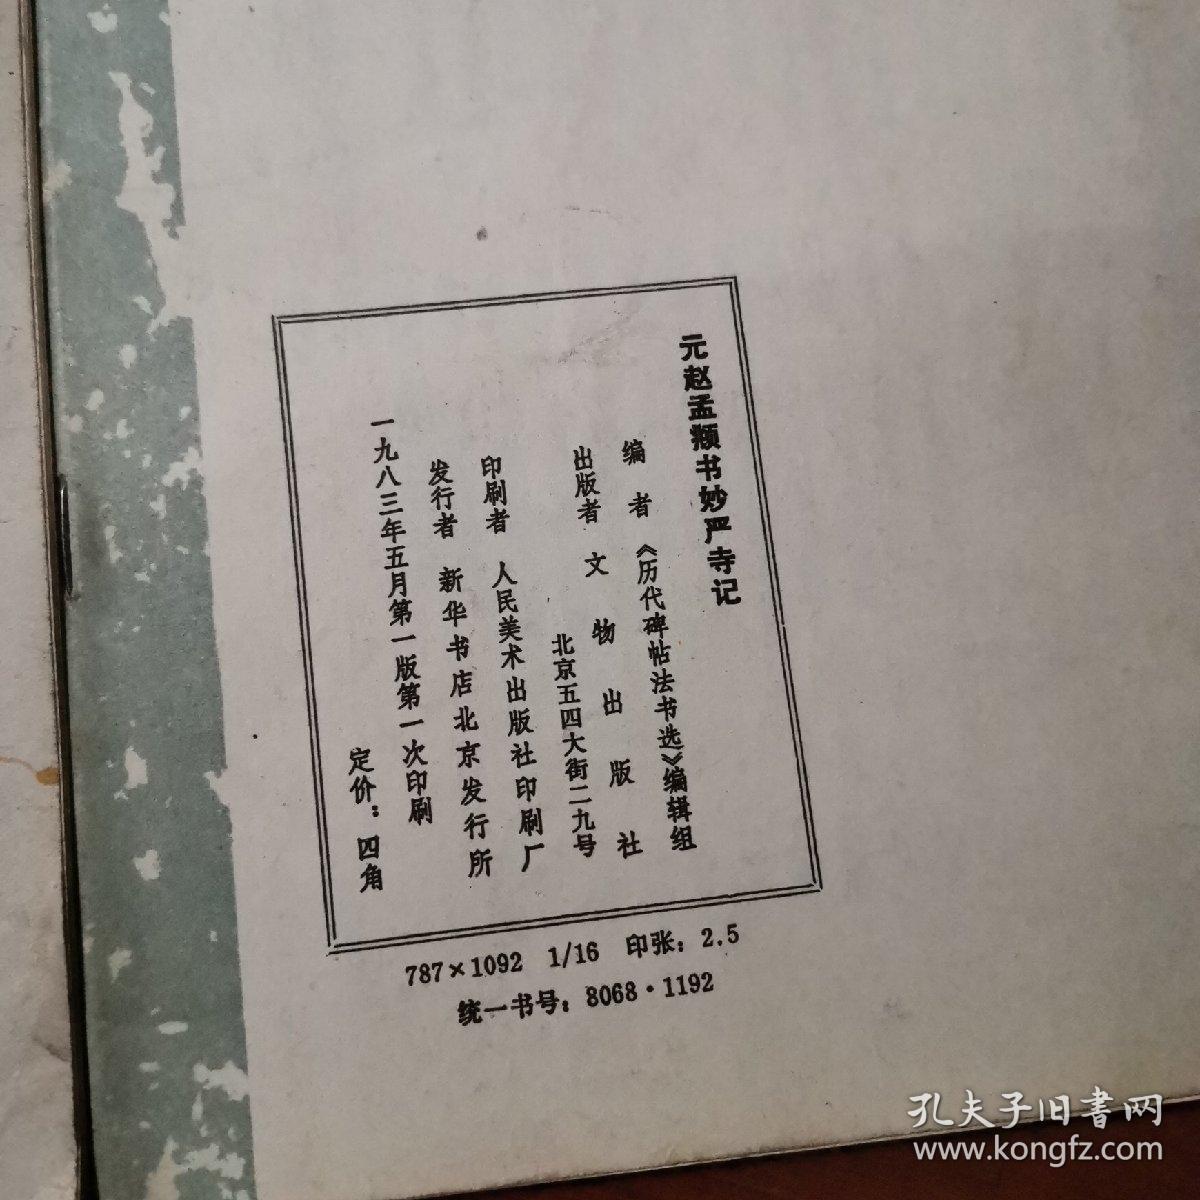 元赵孟頫书妙严寺记
编者 《历代碑帖法书选》编辑组
出版者 文物出版社
北京五四大街二九号
印刷者 人民美术出版社印刷厂
发行者 新华书店北京发行所
一九八三年五月第一版第一次印刷
定价：四角
787×1092 1/16 印张：2.5
统一书号：8068·1192
孔夫子旧書网
www.kongfz.com